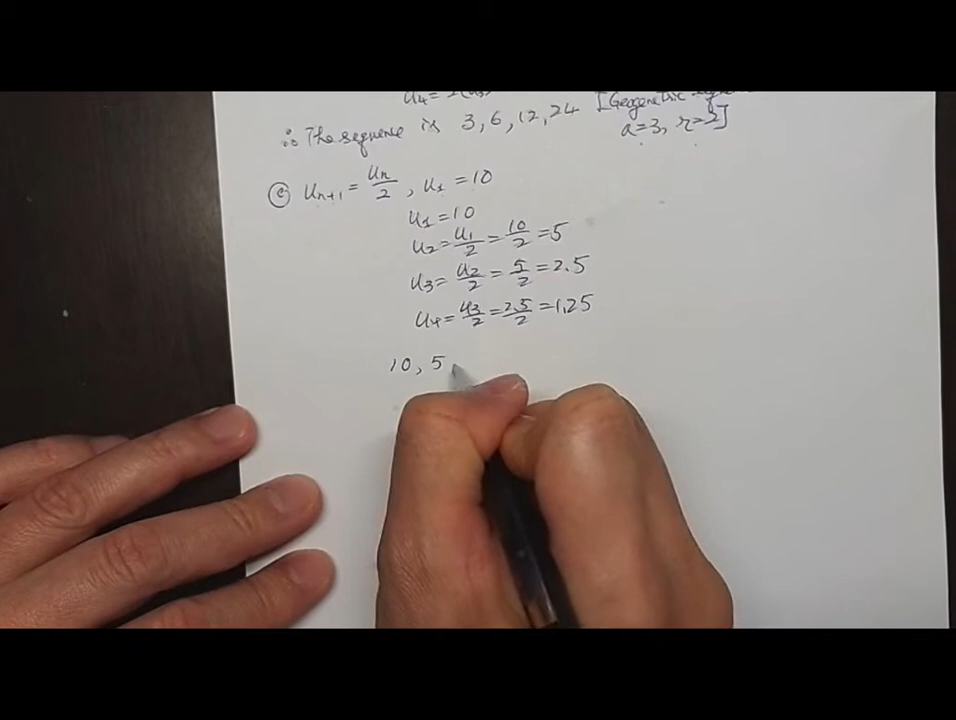 U₄=
∴ The sequence is 3, 6, 12, 24 [Geogenetric
a=3, r=2]
ⓒ Uₙ₊₁ = Uₙ/2 , U₁ = 10
U₁ = 10
U₂ = U₁/2 = 10/2 = 5
U₃ = U₂/2 = 5/2 = 2.5
U₄ = U₃/2 = 2.5/2 = 1.25
10, 5